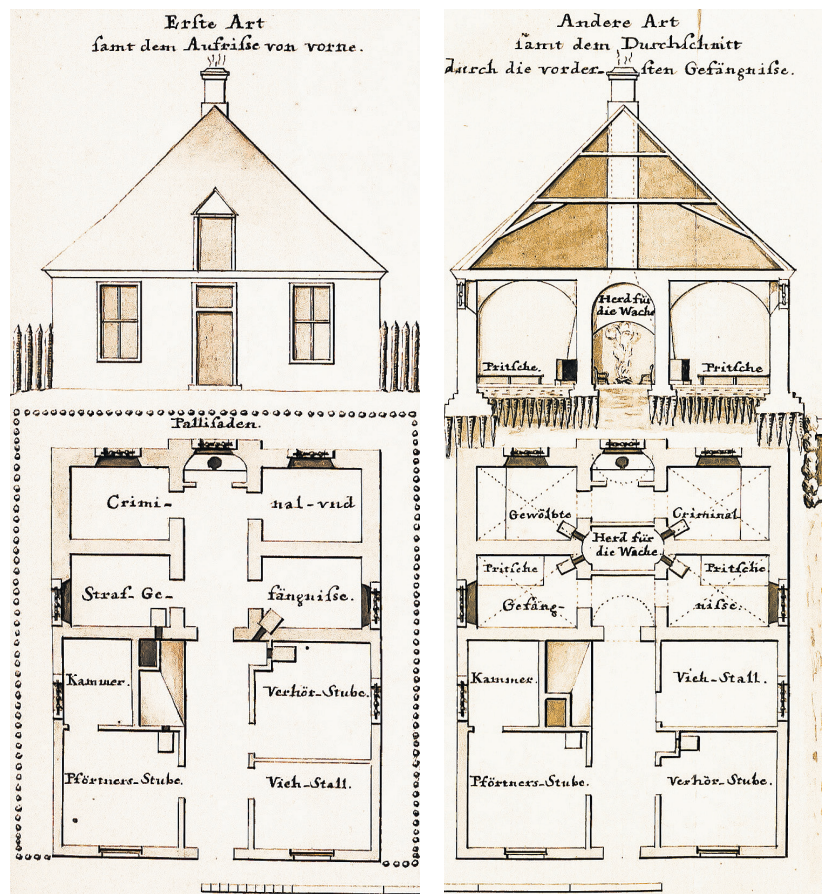 Erſte Art
ſamt dem Aufriſſe von vorne.
Palliſaden.
Crimi-
nal-vnd
Straf-Ge-
fängniſſe.
Kammer.
Verhör-Stube.
Pförtners-Stube.
Vieh-Stall.
Andere Art
ſamt dem Durchſchnitt
durch die vorder-ſten Gefängniſſe.
Herd für
die Wache
Pritſche.
Pritſche
Gewölbte
Criminal
Herd für
die Wache
Pritſche
Pritſche
Gefäng-
niſſe.
Kammer.
Vieh-Stall.
Pförtners-Stube.
Verhör-Stube.